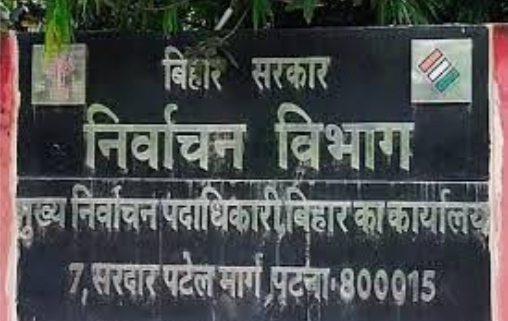 बिहार सरकार
निर्वाचन विभाग
मुख्य निर्वाचन पदाधिकारी,बिहार का कार्यालय
7,सरदार पटेल मार्ग,पटना-800015